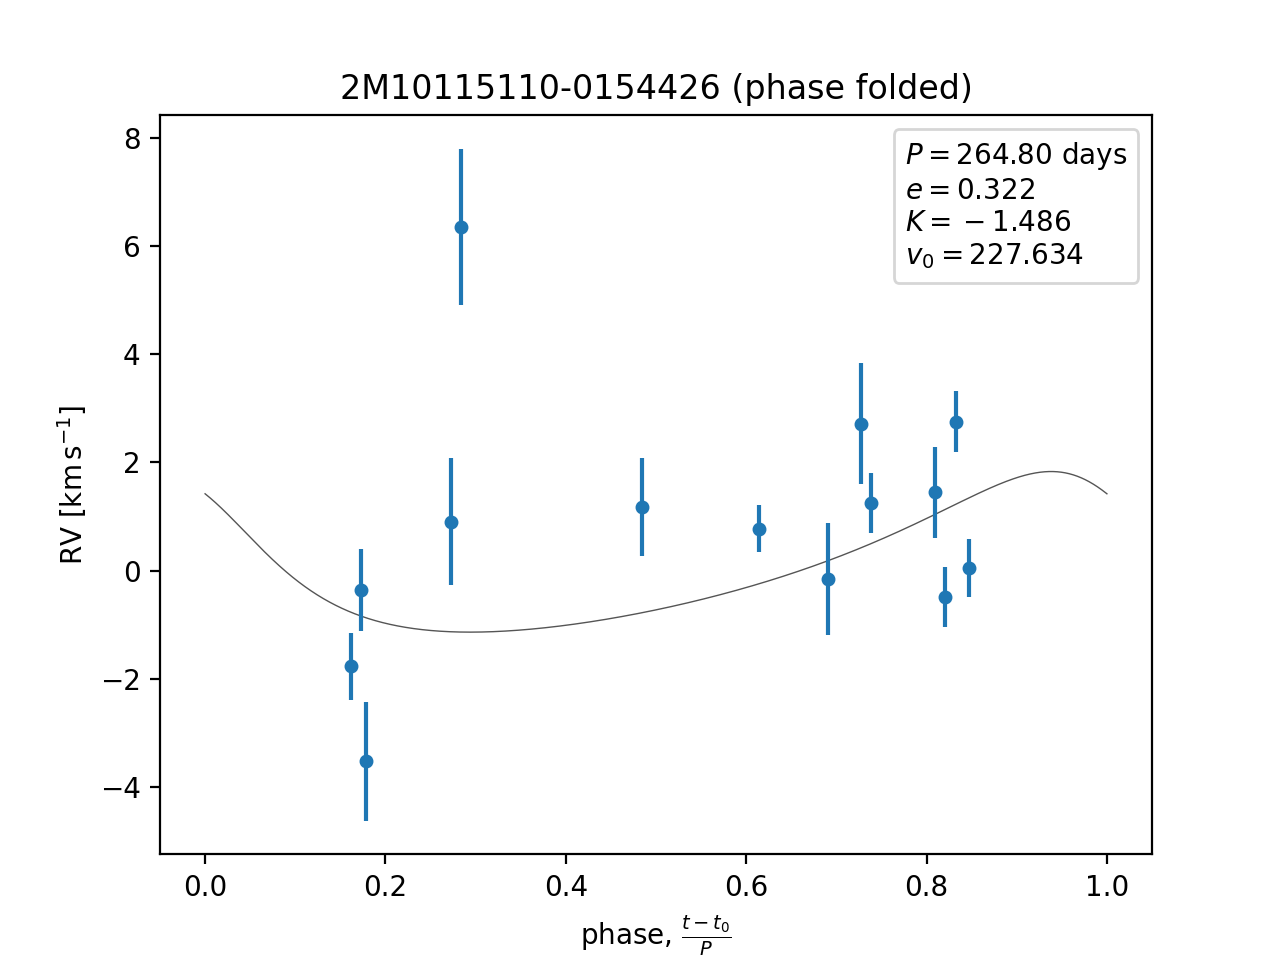 2M10115110-0154426 (phase folded)
P = 264.80 days
e = 0.322
K = −1.486
v₀ = 227.634
RV [km s⁻¹]
8
6
4
2
0
−2
−4
0.0 0.2 0.4 0.6 0.8 1.0
phase, (t − t₀)/P